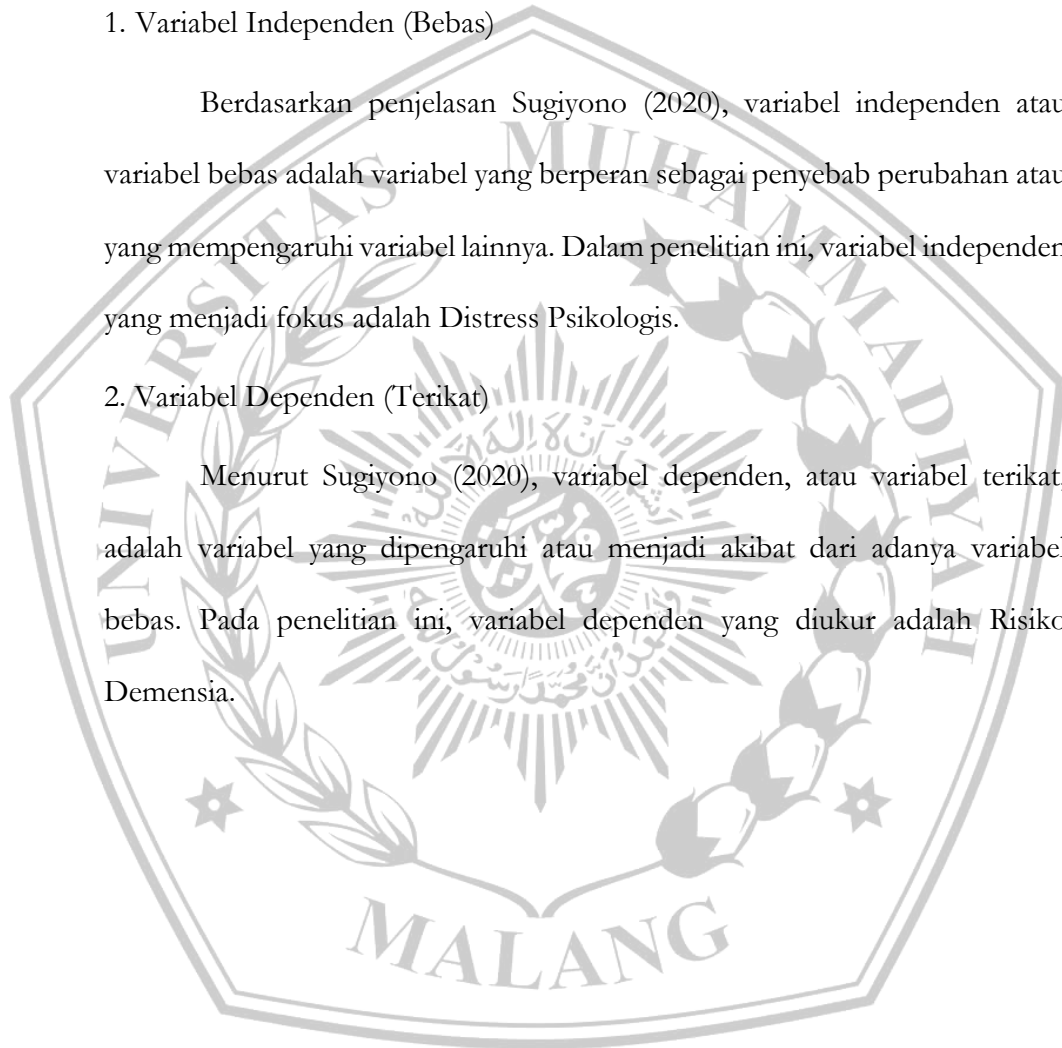 1. Variabel Independen (Bebas)
Berdasarkan penjelasan Sugiyono (2020), variabel independen atau
variabel bebas adalah variabel yang berperan sebagai penyebab perubahan atau
yang mempengaruhi variabel lainnya. Dalam penelitian ini, variabel independen
yang menjadi fokus adalah Distress Psikologis.
2. Variabel Dependen (Terikat)
Menurut Sugiyono (2020), variabel dependen, atau variabel terikat,
adalah variabel yang dipengaruhi atau menjadi akibat dari adanya variabel
bebas. Pada penelitian ini, variabel dependen yang diukur adalah Risiko
Demensia.
UNIVERSITAS MUHAMMADIYAH
MALANG